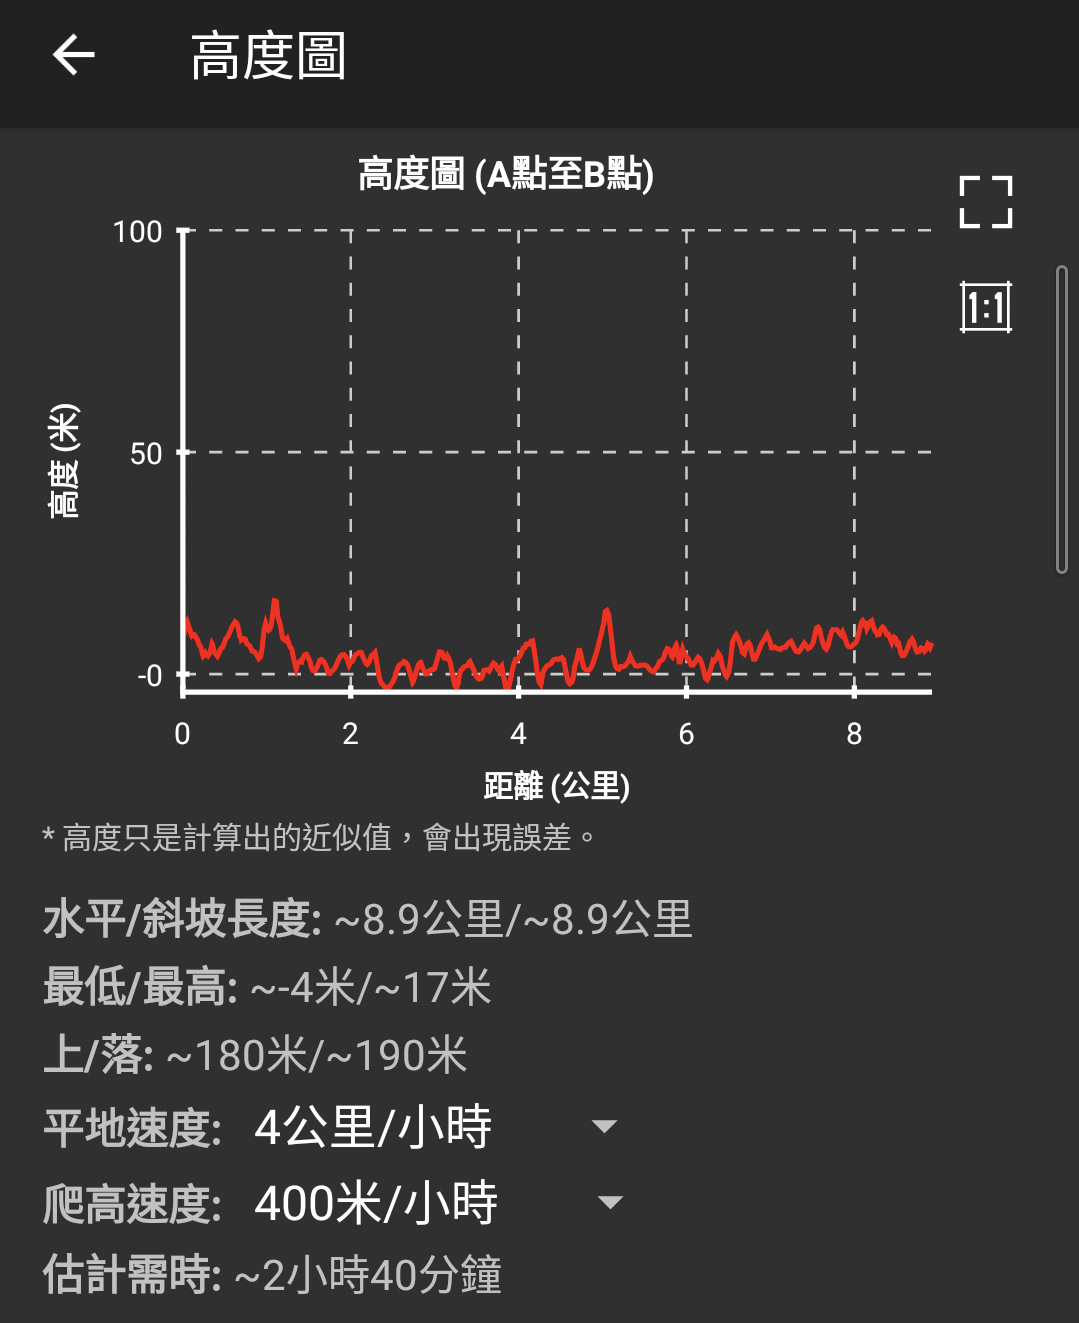 高度圖
高度圖 (A點至B點)
1:1
100
50
-0
高度 (米)
0 2 4 6 8
距離 (公里)
* 高度只是計算出的近似值，會出現誤差。
水平/斜坡長度: ~8.9公里/~8.9公里
最低/最高: ~-4米/~17米
上/落: ~180米/~190米
平地速度: 4公里/小時
爬高速度: 400米/小時
估計需時: ~2小時40分鐘